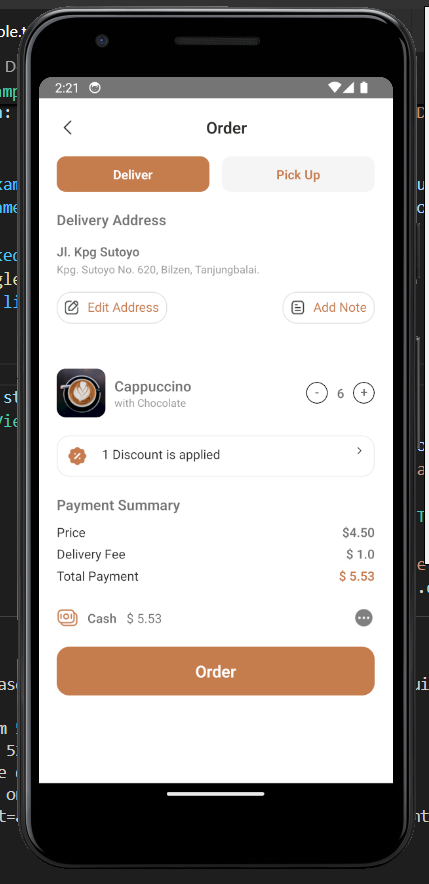 2:21
Order
Deliver
Pick Up
Delivery Address
Jl. Kpg Sutoyo
Kpg. Sutoyo No. 620, Bilzen, Tanjungbalai.
Edit Address
Add Note
Cappuccino
with Chocolate
- 6 +
1 Discount is applied
Payment Summary
Price $4.50
Delivery Fee $ 1.0
Total Payment $ 5.53
Cash $ 5.53
Order